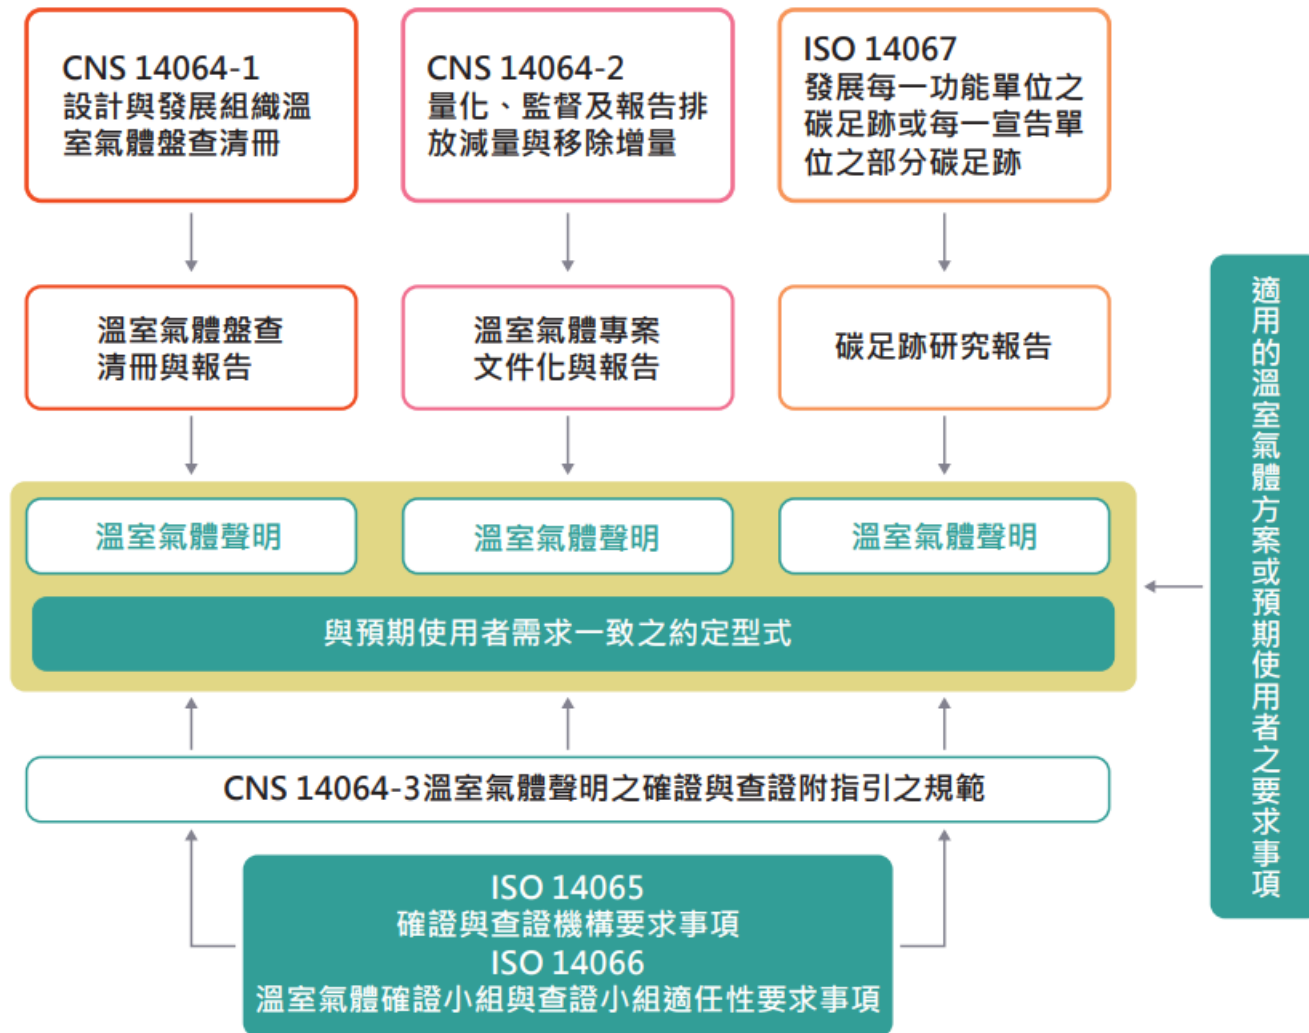 CNS 14064-1
設計與發展組織溫
室氣體盤查清冊
CNS 14064-2
量化、監督及報告排
放減量與移除增量
ISO 14067
發展每一功能單位之
碳足跡或每一宣告單
位之部分碳足跡
溫室氣體盤查
清冊與報告
溫室氣體專案
文件化與報告
碳足跡研究報告
溫室氣體聲明
溫室氣體聲明
溫室氣體聲明
與預期使用者需求一致之約定型式
CNS 14064-3溫室氣體聲明之確證與查證附指引之規範
ISO 14065
確證與查證機構要求事項
ISO 14066
溫室氣體確證小組與查證小組適任性要求事項
適用的溫室氣體方案或預期使用者之要求事項